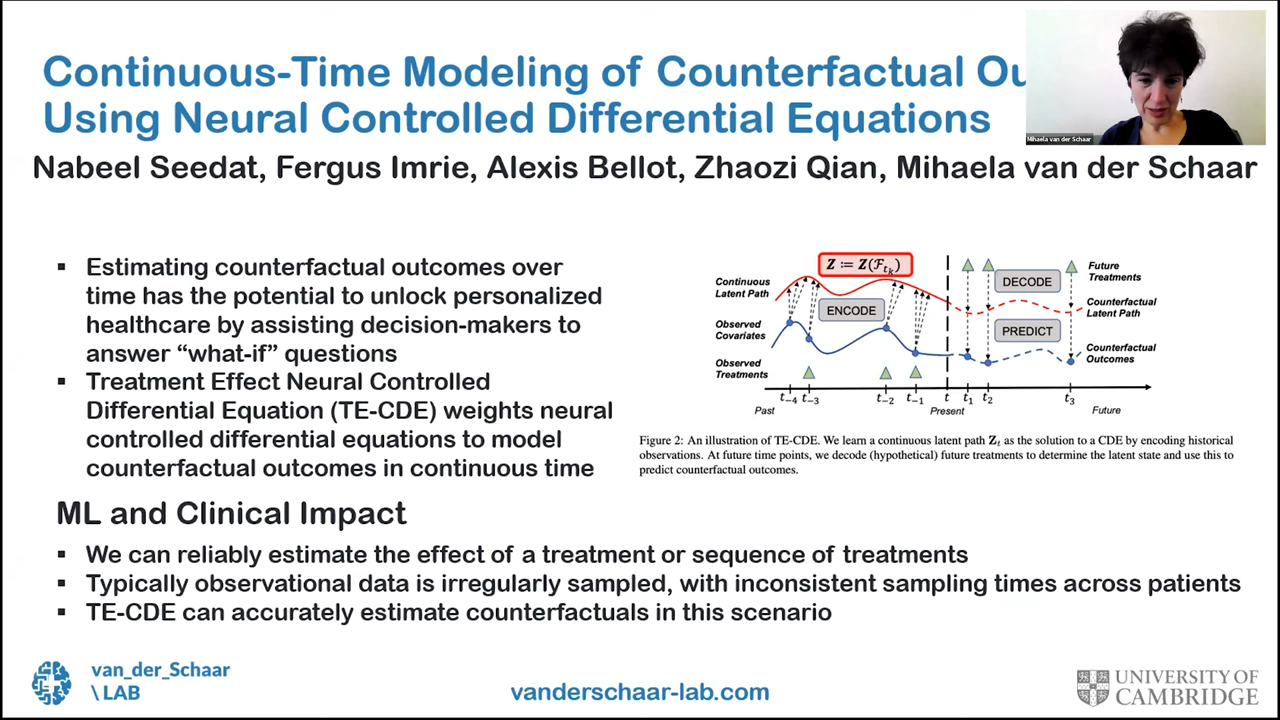 Continuous-Time Modeling of Counterfactual Ou
Using Neural Controlled Differential Equations
Mihaela van der Schaar
Nabeel Seedat, Fergus Imrie, Alexis Bellot, Zhaozi Qian, Mihaela van der Schaar
▪ Estimating counterfactual outcomes over
time has the potential to unlock personalized
healthcare by assisting decision-makers to
answer “what-if” questions
▪ Treatment Effect Neural Controlled
Differential Equation (TE-CDE) weights neural
controlled differential equations to model
counterfactual outcomes in continuous time
Z := Z(ℱ_{t_k})
Continuous
Latent Path
ENCODE
Observed
Covariates
Observed
Treatments
DECODE
Future
Treatments
Counterfactual
Latent Path
PREDICT
Counterfactual
Outcomes
t₋₄ t₋₃ t₋₂ t₋₁ t t₁ t₂ t₃
Past Present Future
Figure 2: An illustration of TE-CDE. We learn a continuous latent path Z_t as the solution to a CDE by encoding historical
observations. At future time points, we decode (hypothetical) future treatments to determine the latent state and use this to
predict counterfactual outcomes.
ML and Clinical Impact
▪ We can reliably estimate the effect of a treatment or sequence of treatments
▪ Typically observational data is irregularly sampled, with inconsistent sampling times across patients
▪ TE-CDE can accurately estimate counterfactuals in this scenario
van_der_Schaar
\ LAB
vanderschaar-lab.com
UNIVERSITY OF
CAMBRIDGE